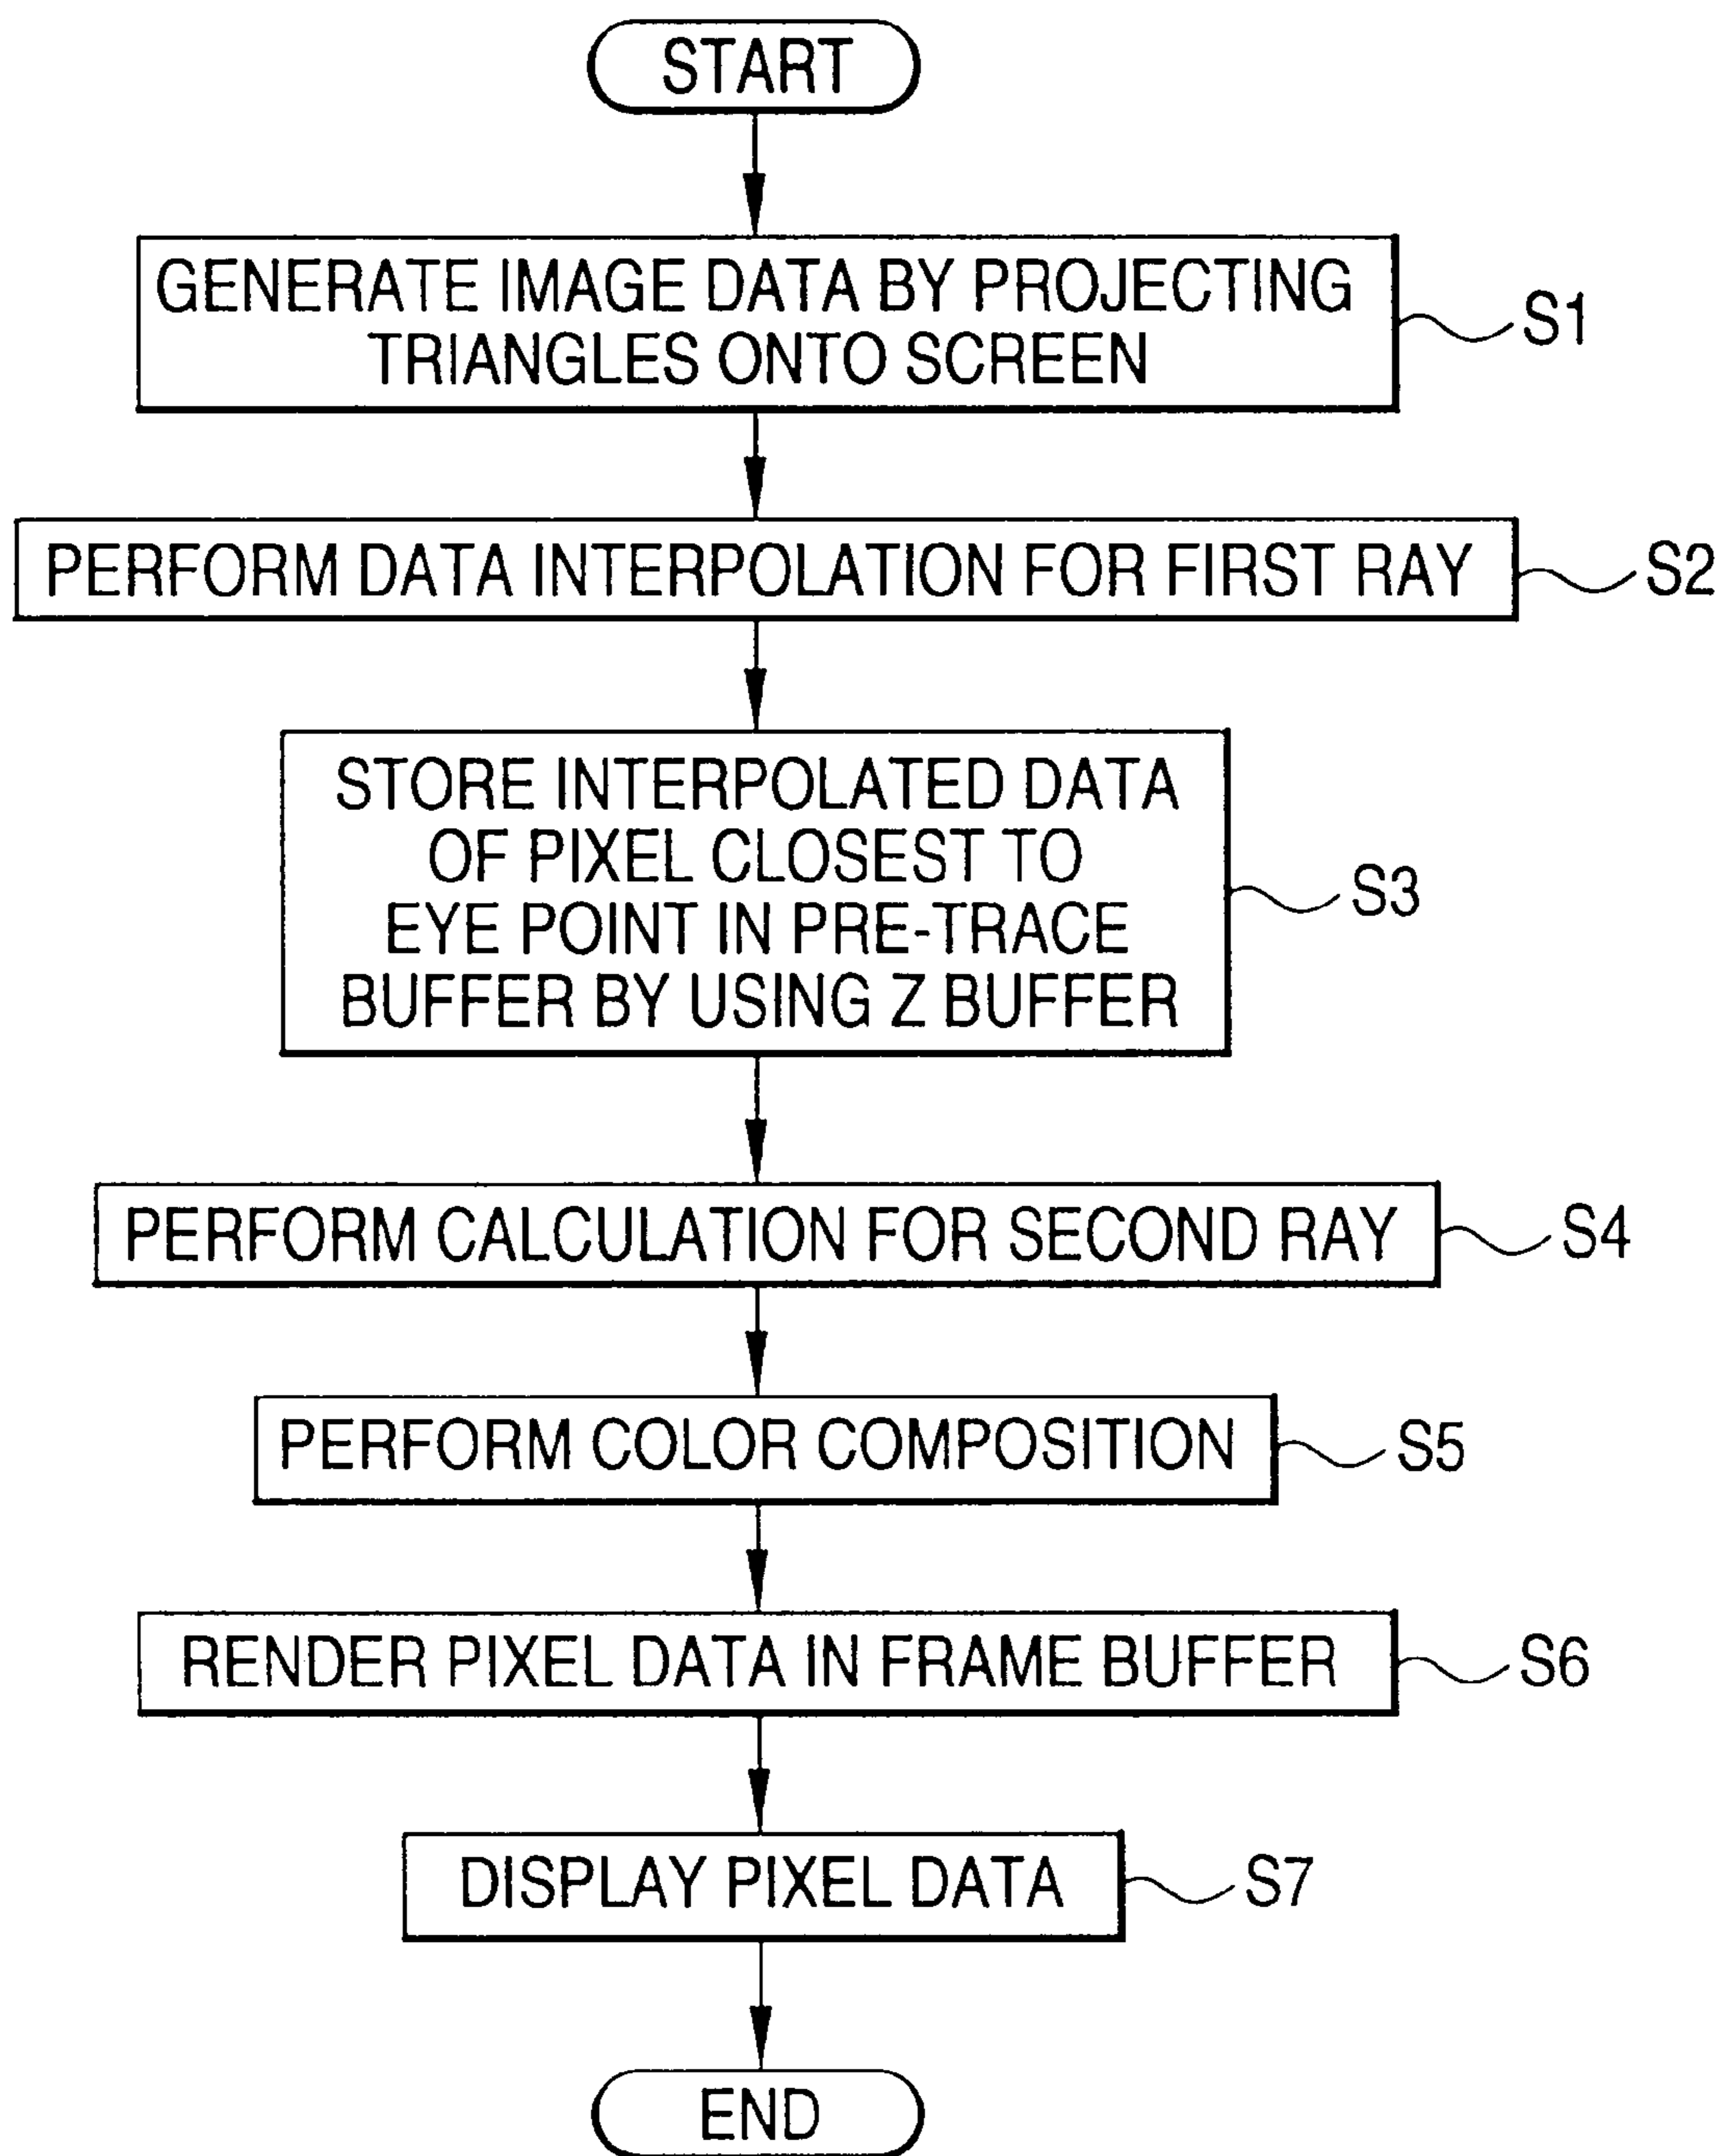 START
GENERATE IMAGE DATA BY PROJECTING
TRIANGLES ONTO SCREEN
S1
PERFORM DATA INTERPOLATION FOR FIRST RAY
S2
STORE INTERPOLATED DATA
OF PIXEL CLOSEST TO
EYE POINT IN PRE-TRACE
BUFFER BY USING Z BUFFER
S3
PERFORM CALCULATION FOR SECOND RAY
S4
PERFORM COLOR COMPOSITION
S5
RENDER PIXEL DATA IN FRAME BUFFER
S6
DISPLAY PIXEL DATA
S7
END